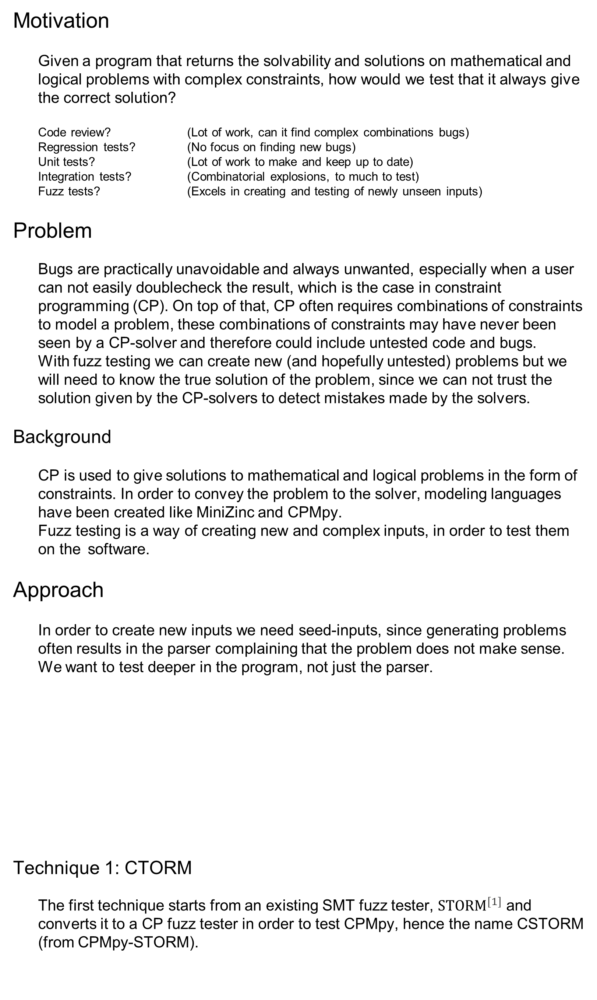 Motivation
Given a program that returns the solvability and solutions on mathematical and
logical problems with complex constraints, how would we test that it always give
the correct solution?
Code review? (Lot of work, can it find complex combinations bugs)
Regression tests? (No focus on finding new bugs)
Unit tests? (Lot of work to make and keep up to date)
Integration tests? (Combinatorial explosions, to much to test)
Fuzz tests? (Excels in creating and testing of newly unseen inputs)
Problem
Bugs are practically unavoidable and always unwanted, especially when a user
can not easily doublecheck the result, which is the case in constraint
programming (CP). On top of that, CP often requires combinations of constraints
to model a problem, these combinations of constraints may have never been
seen by a CP-solver and therefore could include untested code and bugs.
With fuzz testing we can create new (and hopefully untested) problems but we
will need to know the true solution of the problem, since we can not trust the
solution given by the CP-solvers to detect mistakes made by the solvers.
Background
CP is used to give solutions to mathematical and logical problems in the form of
constraints. In order to convey the problem to the solver, modeling languages
have been created like MiniZinc and CPMpy.
Fuzz testing is a way of creating new and complex inputs, in order to test them
on the software.
Approach
In order to create new inputs we need seed-inputs, since generating problems
often results in the parser complaining that the problem does not make sense.
We want to test deeper in the program, not just the parser.
Technique 1: CTORM
The first technique starts from an existing SMT fuzz tester, STORM[1] and
converts it to a CP fuzz tester in order to test CPMpy, hence the name CSTORM
(from CPMpy-STORM).